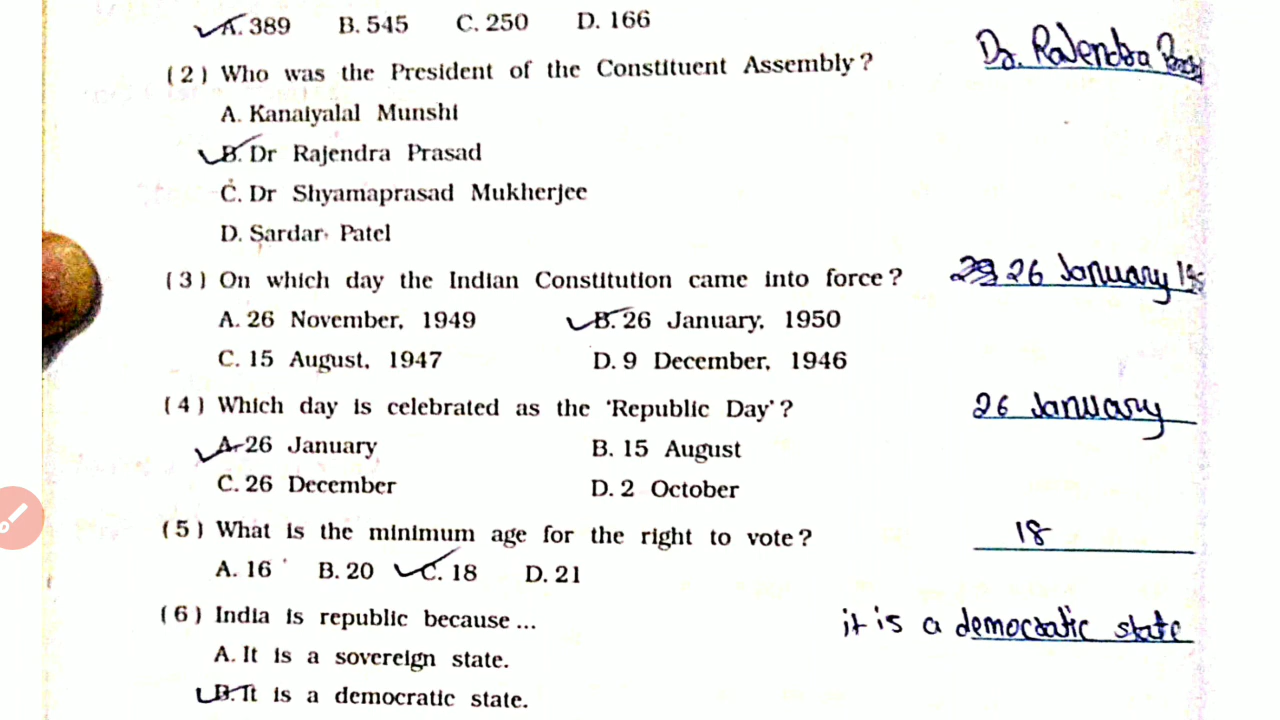 A. 389 B. 545 C. 250 D. 166
(2) Who was the President of the Constituent Assembly? Dr. Rajendra
A. Kanaiyalal Munshi
B. Dr Rajendra Prasad
C. Dr Shyamaprasad Mukherjee
D. Sardar Patel
(3) On which day the Indian Constitution came into force? 26 January
A. 26 November, 1949 B. 26 January, 1950
C. 15 August, 1947 D. 9 December, 1946
(4) Which day is celebrated as the 'Republic Day'? 26 January
A. 26 January B. 15 August
C. 26 December D. 2 October
(5) What is the minimum age for the right to vote? 18
A. 16 B. 20 C. 18 D. 21
(6) India is republic because... it is a democratic state
A. It is a sovereign state.
B. It is a democratic state.